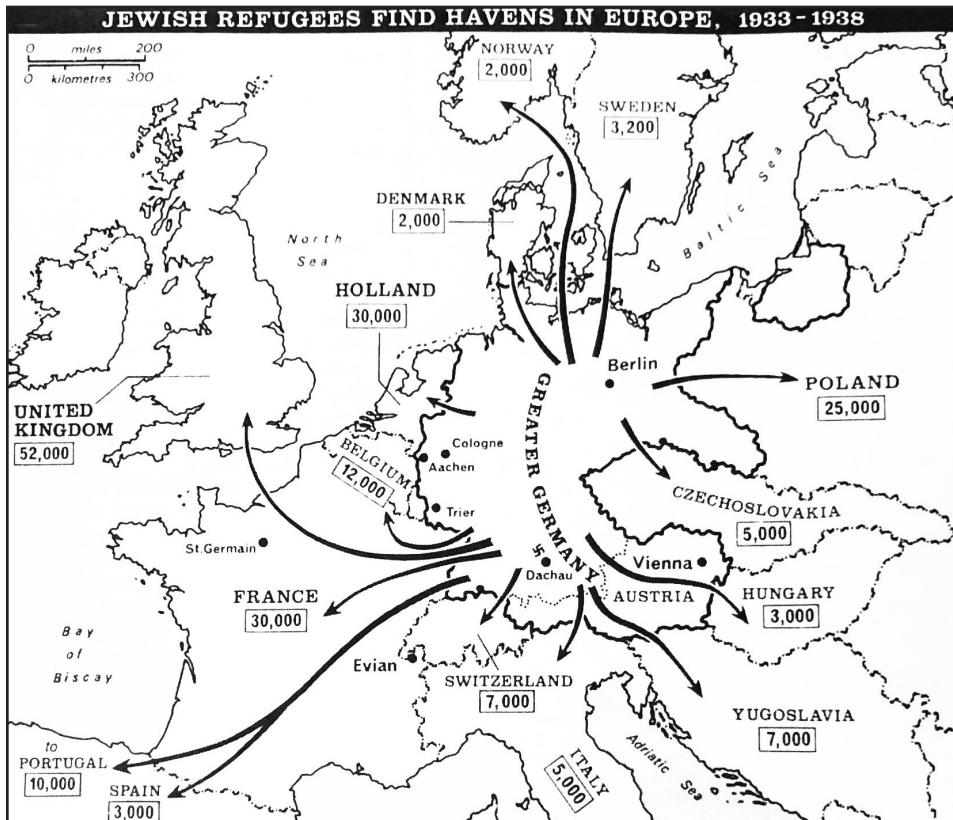 JEWISH REFUGEES FIND HAVENS IN EUROPE, 1933-1938
0 miles 200
0 kilometres 300
NORWAY
2,000
SWEDEN
3,200
DENMARK
2,000
North
Sea
Baltic Sea
HOLLAND
30,000
Berlin
POLAND
25,000
UNITED
KINGDOM
52,000
GREATER GERMANY
Cologne
Aachen
BELGIUM
12,000
Trier
CZECHOSLOVAKIA
5,000
St.Germain
Dachau
Vienna
AUSTRIA
HUNGARY
3,000
FRANCE
30,000
Bay
of
Biscay
Evian
SWITZERLAND
7,000
YUGOSLAVIA
7,000
to
PORTUGAL
10,000
SPAIN
3,000
ITALY
5,000
Adriatic Sea